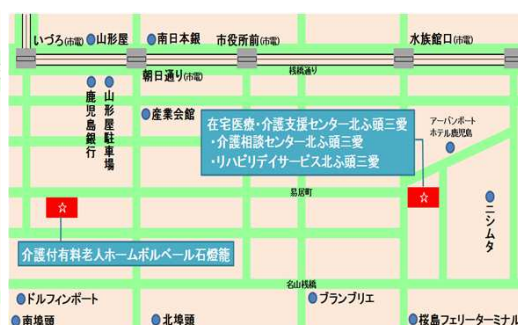 いづろ(市電)
山形屋
南日本銀
市役所前(市電)
水族館口(市電)
朝日通り(市電)
桟橋通り
鹿児島銀行
山形屋駐車場
産業会館
在宅医療・介護支援センター北ふ頭三愛
・介護相談センター北ふ頭三愛
・リハビリデイサービス北ふ頭三愛
アーバンポート
ホテル鹿児島
易居町
ニシムタ
介護付有料老人ホームボルベール石燈籠
名山桟橋
ドルフィンポート
ブランブリエ
南埠頭
北埠頭
桜島フェリーターミナル